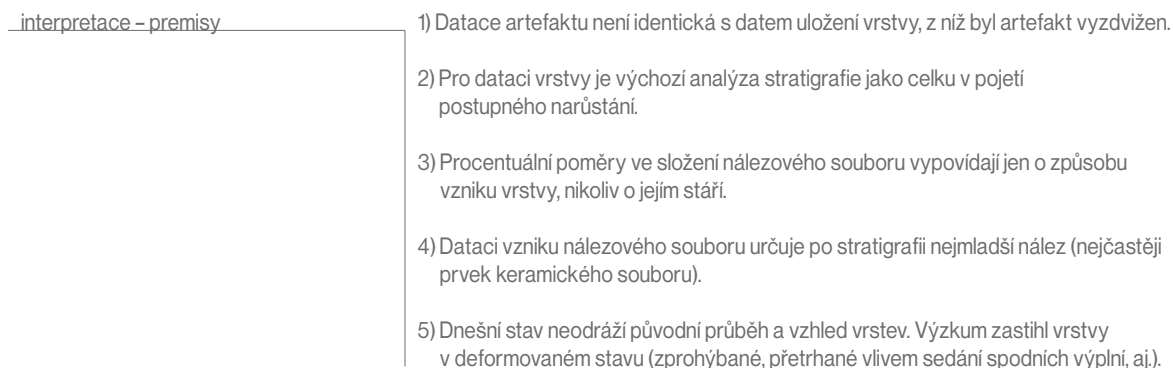 interpretace – premisy
1) Datace artefaktu není identická s datem uložení vrstvy, z níž byl artefakt vyzdvižen.
2) Pro dataci vrstvy je výchozí analýza stratigrafie jako celku v pojetí
postupného narůstání.
3) Procentuální poměry ve složení nálezového souboru vypovídají jen o způsobu
vzniku vrstvy, nikoliv o jejím stáří.
4) Dataci vzniku nálezového souboru určuje po stratigrafii nejmladší nález (nejčastěji
prvek keramického souboru).
5) Dnešní stav neodráží původní průběh a vzhled vrstev. Výzkum zastihl vrstvy
v deformovaném stavu (zprohýbané, přetrhané vlivem sedání spodních výplní, aj.).